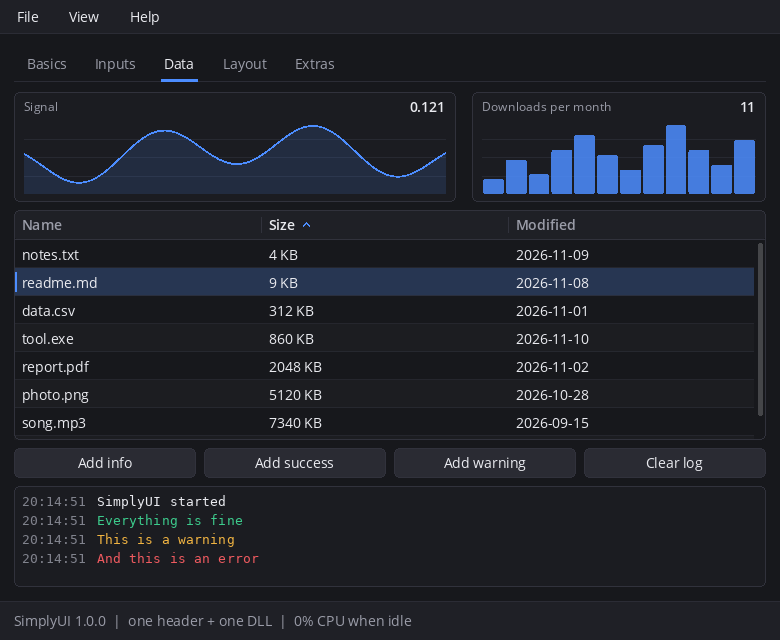 File View Help
Basics Inputs Data Layout Extras
Signal 0.121 Downloads per month 11
Name Size Modified
notes.txt 4 KB 2026-11-09
readme.md 9 KB 2026-11-08
data.csv 312 KB 2026-11-01
tool.exe 860 KB 2026-11-10
report.pdf 2048 KB 2026-11-02
photo.png 5120 KB 2026-10-28
song.mp3 7340 KB 2026-09-15
Add info Add success Add warning Clear log
20:14:51 SimplyUI started
20:14:51 Everything is fine
20:14:51 This is a warning
20:14:51 And this is an error
SimplyUI 1.0.0 | one header + one DLL | 0% CPU when idle